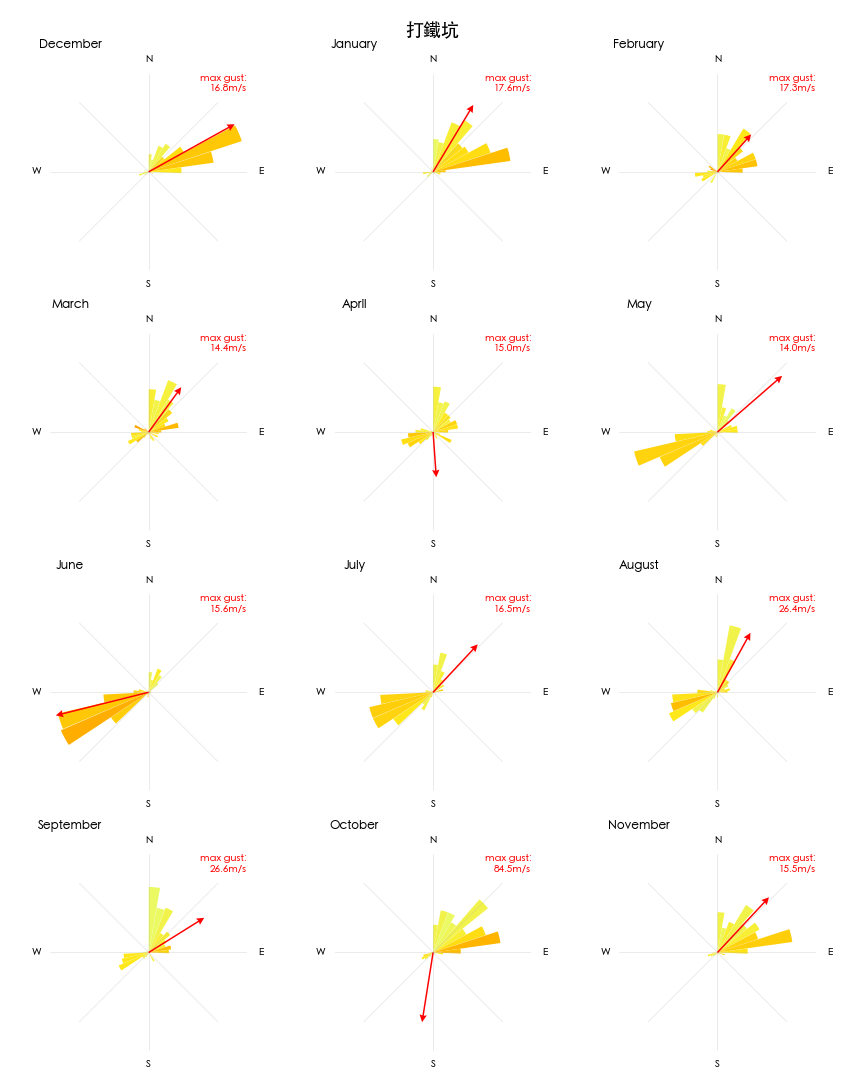 打鐵坑
December
N
max gust:
16.8m/s
W
E
S
January
N
max gust:
17.6m/s
W
E
S
February
N
max gust:
17.3m/s
W
E
S
March
N
max gust:
14.4m/s
W
E
S
April
N
max gust:
15.0m/s
W
E
S
May
N
max gust:
14.0m/s
W
E
S
June
N
max gust:
15.6m/s
W
E
S
July
N
max gust:
16.5m/s
W
E
S
August
N
max gust:
26.4m/s
W
E
S
September
N
max gust:
26.6m/s
W
E
S
October
N
max gust:
84.5m/s
W
E
S
November
N
max gust:
15.5m/s
W
E
S